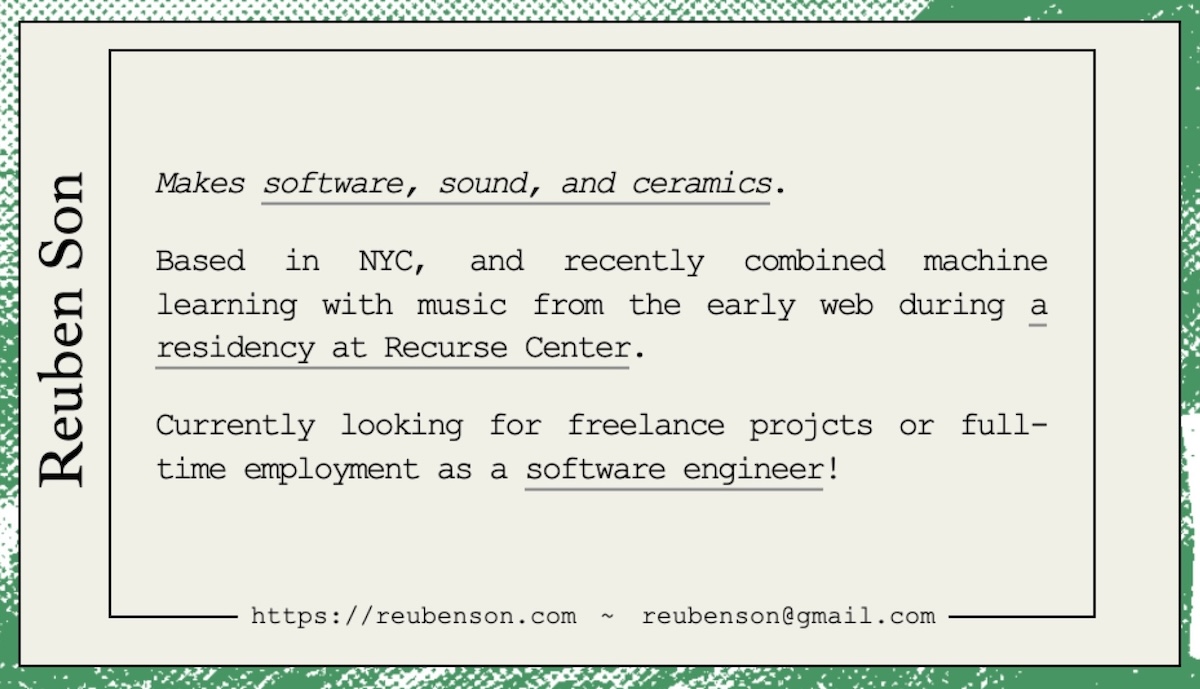 Reuben Son
Makes software, sound, and ceramics.
Based in NYC, and recently combined machine
learning with music from the early web during a
residency at Recurse Center.
Currently looking for freelance projcts or full-
time employment as a software engineer!
https://reubenson.com ~ reubenson@gmail.com